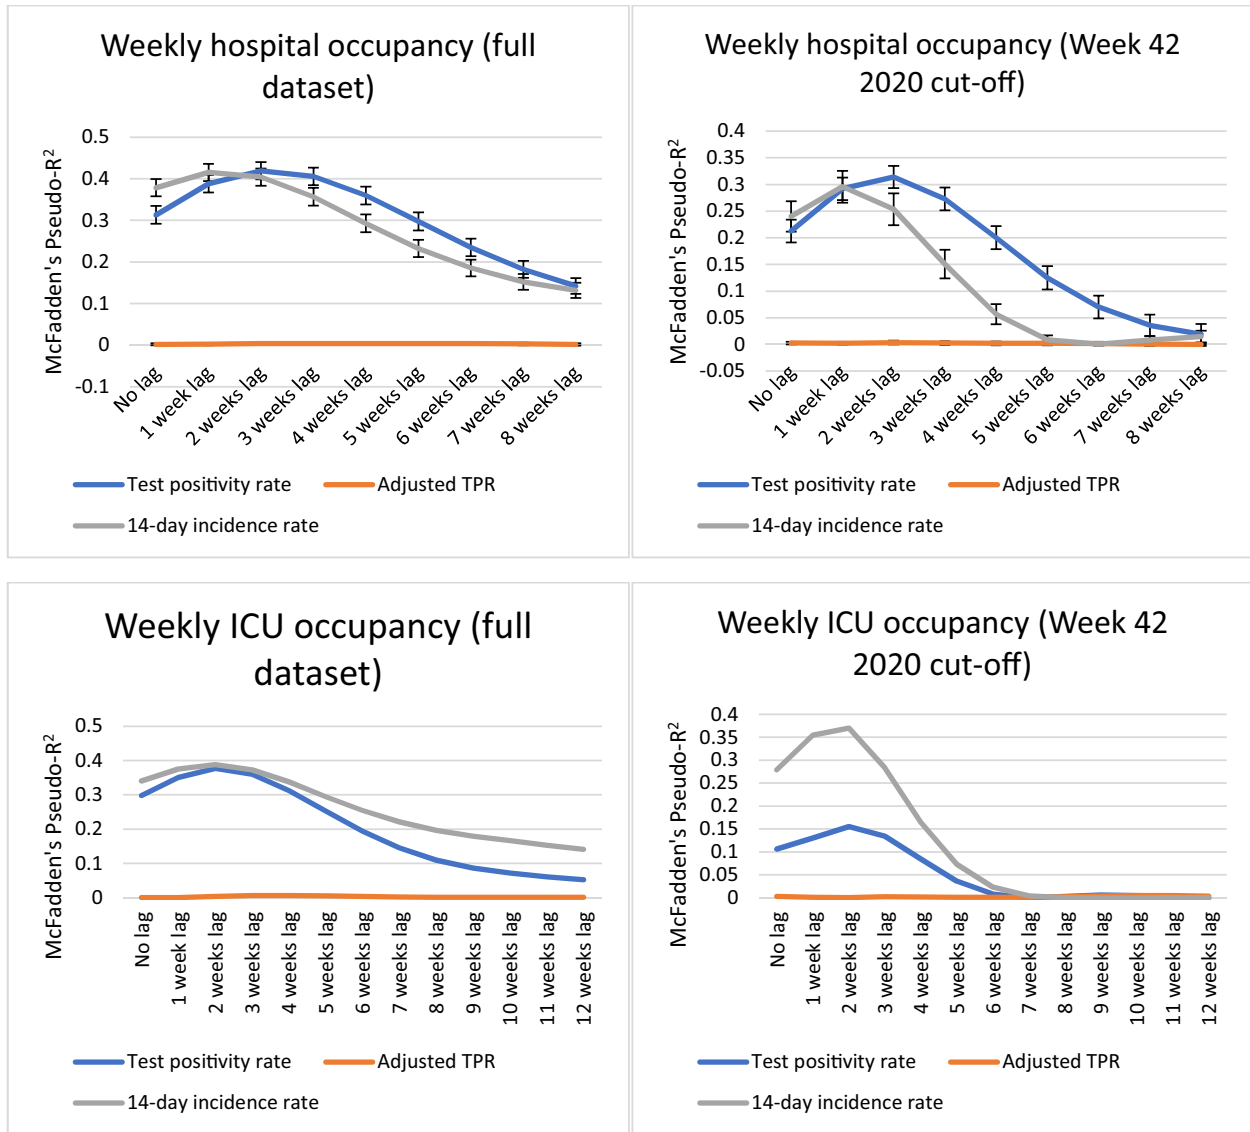 Weekly hospital occupancy (full
dataset)
McFadden's Pseudo-R²
0.5
0.4
0.3
0.2
0.1
0
-0.1
No lag
1 week lag
2 weeks lag
3 weeks lag
4 weeks lag
5 weeks lag
6 weeks lag
7 weeks lag
8 weeks lag
Test positivity rate
Adjusted TPR
14-day incidence rate
Weekly hospital occupancy (Week 42
2020 cut-off)
McFadden's Pseudo-R²
0.4
0.35
0.3
0.25
0.2
0.15
0.1
0.05
0
-0.05
No lag
1 week lag
2 weeks lag
3 weeks lag
4 weeks lag
5 weeks lag
6 weeks lag
7 weeks lag
8 weeks lag
Test positivity rate
Adjusted TPR
14-day incidence rate
Weekly ICU occupancy (full
dataset)
McFadden's Pseudo-R²
0.5
0.4
0.3
0.2
0.1
0
No lag
1 week lag
2 weeks lag
3 weeks lag
4 weeks lag
5 weeks lag
6 weeks lag
7 weeks lag
8 weeks lag
9 weeks lag
10 weeks lag
11 weeks lag
12 weeks lag
Test positivity rate
Adjusted TPR
14-day incidence rate
Weekly ICU occupancy (Week 42
2020 cut-off)
McFadden's Pseudo-R²
0.4
0.35
0.3
0.25
0.2
0.15
0.1
0.05
0
No lag
1 week lag
2 weeks lag
3 weeks lag
4 weeks lag
5 weeks lag
6 weeks lag
7 weeks lag
8 weeks lag
9 weeks lag
10 weeks lag
11 weeks lag
12 weeks lag
Test positivity rate
Adjusted TPR
14-day incidence rate